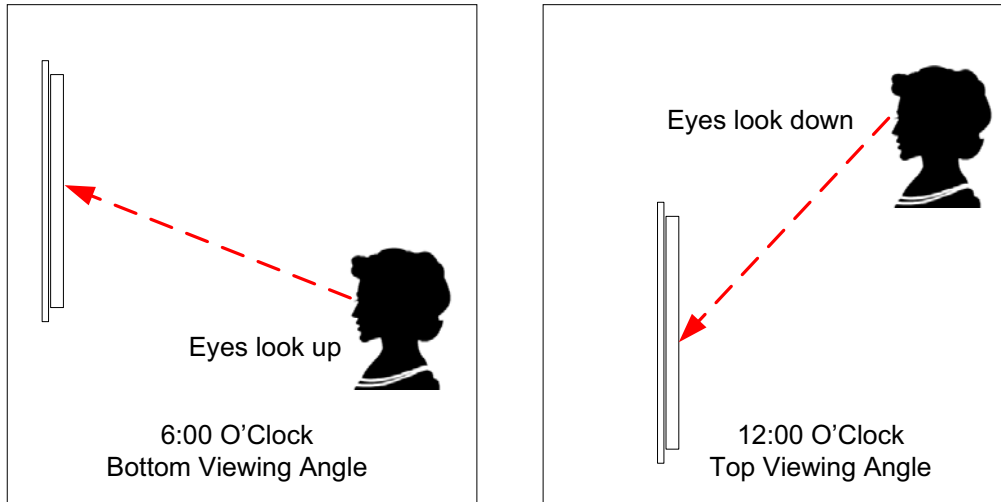 Eyes look up
6:00 O'Clock
Bottom Viewing Angle
Eyes look down
12:00 O'Clock
Top Viewing Angle